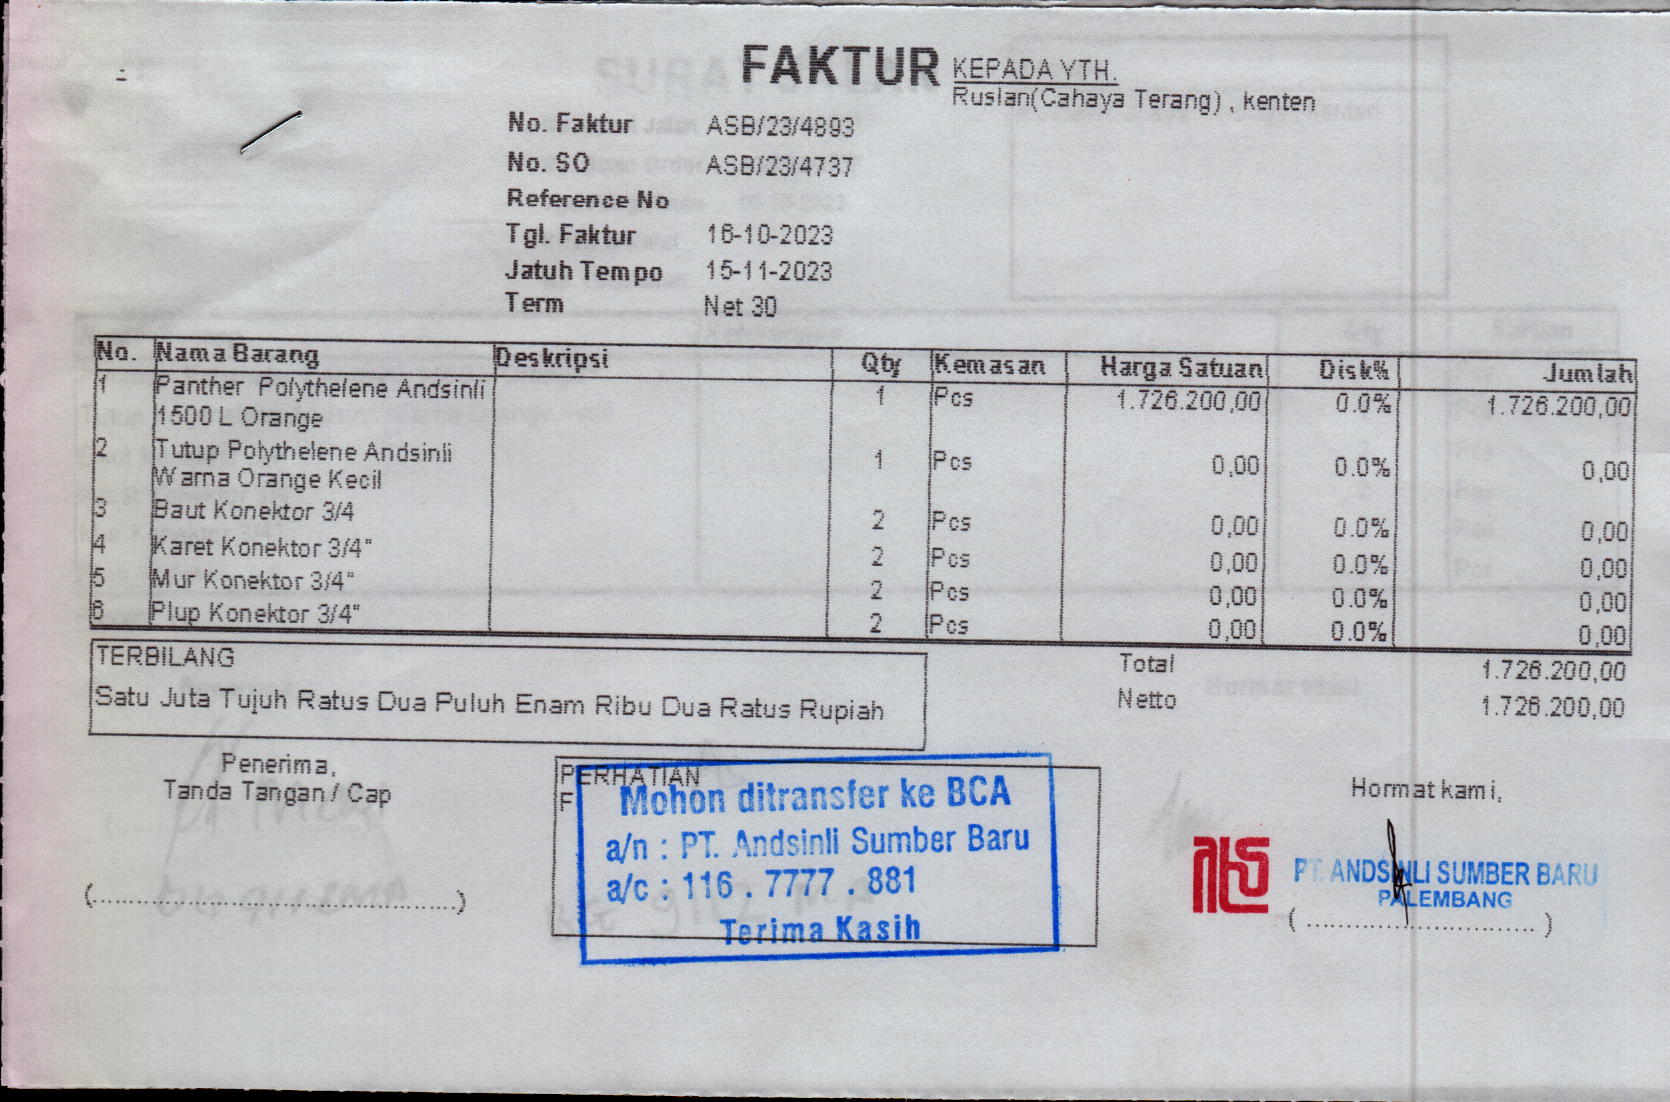 FAKTUR
KEPADA YTH.
Ruslan(Cahaya Terang) , kenten
No. Faktur ASB/23/4893
No. SO ASB/23/4737
Reference No
Tgl. Faktur 16-10-2023
Jatuh Tempo 15-11-2023
Term Net 30
No. Nama Barang Deskripsi Qty Kemasan Harga Satuan Disk% Jumlah
1 Panther Polythelene Andsinli 1 Pcs 1.726.200,00 0.0% 1.726.200,00
1500 L Orange
2 Tutup Polythelene Andsinli 1 Pcs 0,00 0.0% 0,00
Warna Orange Kecil
3 Baut Konektor 3/4 2 Pcs 0,00 0.0% 0,00
4 Karet Konektor 3/4" 2 Pcs 0,00 0.0% 0,00
5 Mur Konektor 3/4" 2 Pcs 0,00 0.0% 0,00
6 Plup Konektor 3/4" 2 Pcs 0,00 0.0% 0,00
TERBILANG
Satu Juta Tujuh Ratus Dua Puluh Enam Ribu Dua Ratus Rupiah
Total 1.726.200,00
Netto 1.726.200,00
Penerima,
Tanda Tangan / Cap
(....................................................)
PERHATIAN
F
Mohon ditransfer ke BCA
a/n : PT. Andsinli Sumber Baru
a/c : 116 . 7777 . 881
Terima Kasih
Hormat kami,
PT. ANDSINLI SUMBER BARU
PALEMBANG
( ................................ )